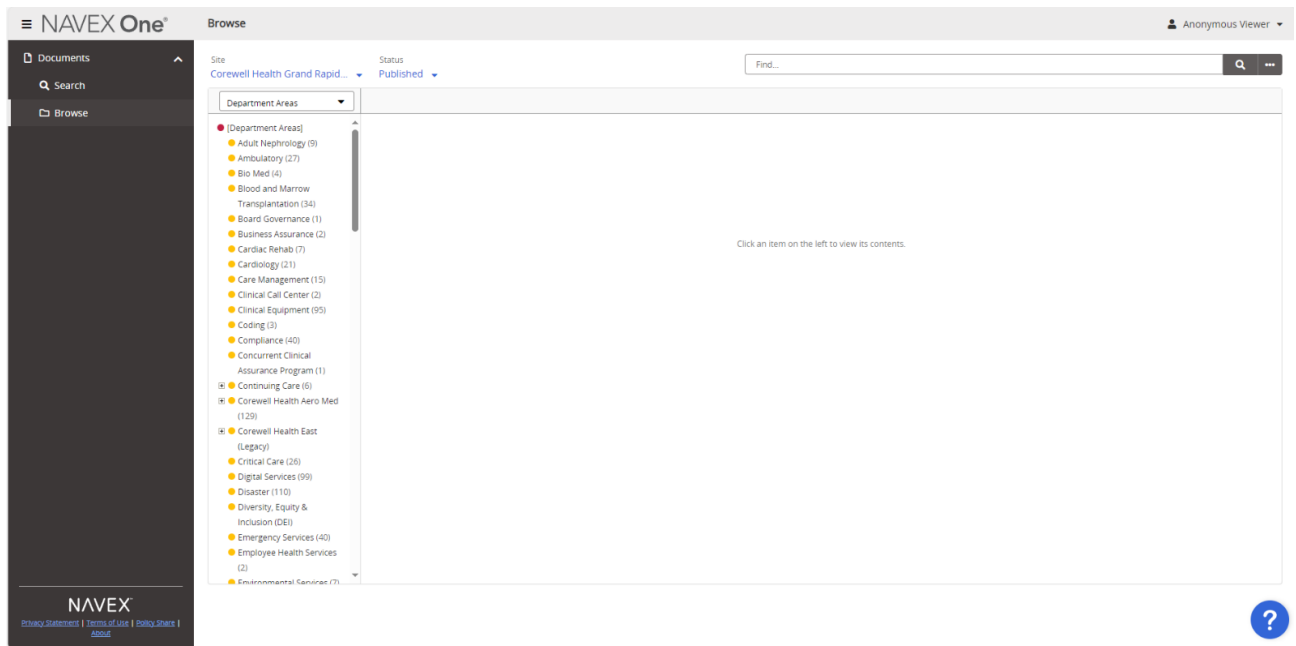 NAVEX One®
Browse
Anonymous Viewer
Documents
Search
Browse
Site
Corewell Health Grand Rapid...
Status
Published
Find...
Department Areas
[Department Areas]
Adult Nephrology (9)
Ambulatory (27)
Bio Med (4)
Blood and Marrow
Transplantation (34)
Board Governance (1)
Business Assurance (2)
Cardiac Rehab (7)
Cardiology (21)
Care Management (15)
Clinical Call Center (2)
Clinical Equipment (95)
Coding (3)
Compliance (40)
Concurrent Clinical
Assurance Program (1)
Continuing Care (6)
Corewell Health Aero Med
(129)
Corewell Health East
(Legacy)
Critical Care (26)
Digital Services (99)
Disaster (110)
Diversity, Equity &
Inclusion (DEI)
Emergency Services (40)
Employee Health Services
(2)
Environmental Services (7)
Click an item on the left to view its contents.
NAVEX
Privacy Statement | Terms of Use | Policy Share |
About
?